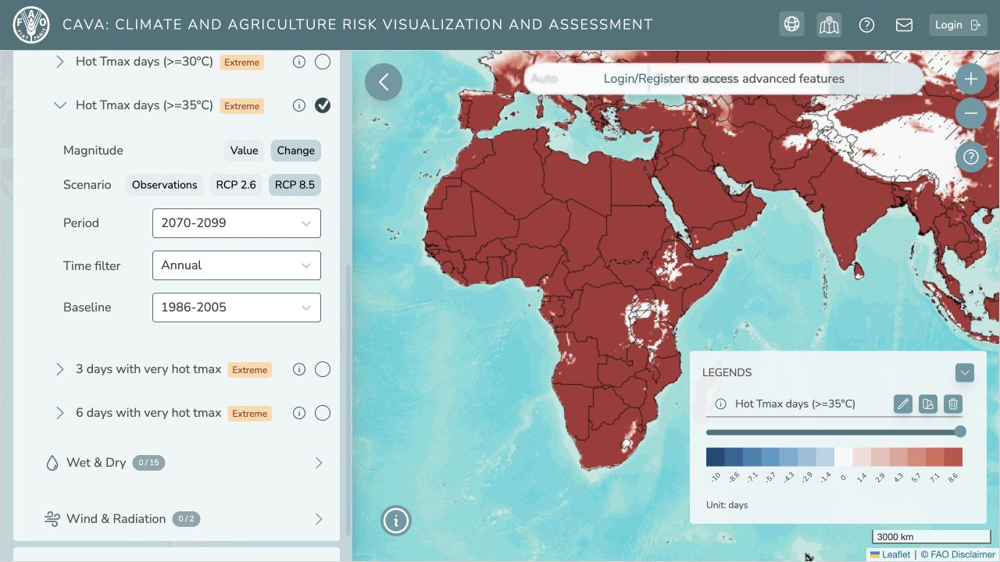 CAVA: CLIMATE AND AGRICULTURE RISK VISUALIZATION AND ASSESSMENT
Login
Hot Tmax days (>=30ºC) Extreme
Hot Tmax days (>=35ºC) Extreme
Magnitude Value Change
Scenario Observations RCP 2.6 RCP 8.5
Period 2070-2099
Time filter Annual
Baseline 1986-2005
3 days with very hot tmax Extreme
6 days with very hot tmax Extreme
Wet & Dry 0 / 15
Wind & Radiation 0 / 2
Auto
Login/Register to access advanced features
LEGENDS
Hot Tmax days (>=35ºC)
-10 -8.6 -7.1 -5.7 -4.3 -2.9 -1.4 0 1.4 2.9 4.3 5.7 7.1 8.6
Unit: days
3000 km
Leaflet | © FAO Disclaimer